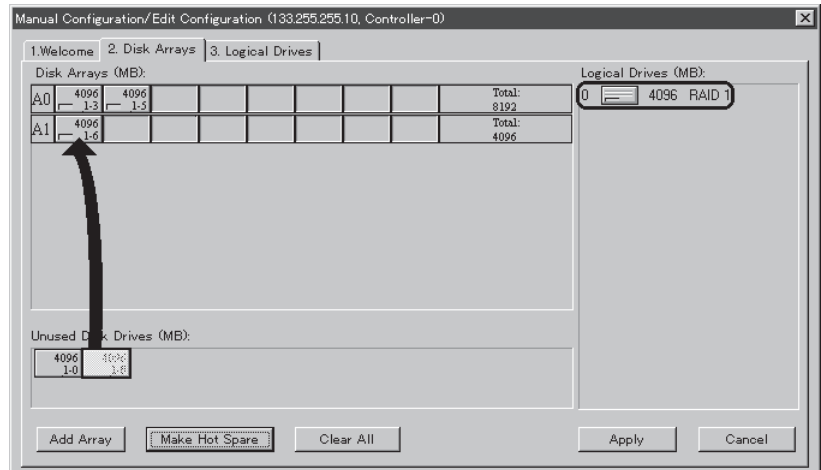 Manual Configuration/Edit Configuration (133.255.255.10, Controller-0)
1.Welcome 2. Disk Arrays 3. Logical Drives
Disk Arrays (MB):
Logical Drives (MB):
A0 4096 1-3 4096 1-5 Total: 8192
0 4096 RAID 1
A1 4096 1-6 Total: 4096
Unused Disk Drives (MB):
4096 4096
1-0 1-6
Add Array Make Hot Spare Clear All Apply Cancel